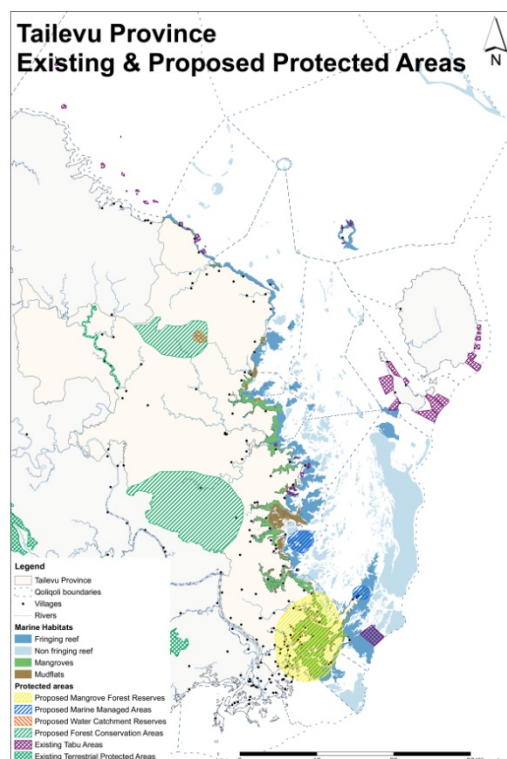 Tailevu Province
Existing & Proposed Protected Areas
N
Legend
Tailevu Province
Qoliqoli boundaries
Villages
Rivers
Marine Habitats
Fringing reef
Non fringing reef
Mangroves
Mudflats
Protected areas
Proposed Mangrove Forest Reserves
Proposed Marine Managed Areas
Proposed Water Catchment Reserves
Proposed Forest Conservation Areas
Existing Tabu Areas
Existing Terrestrial Protected Areas